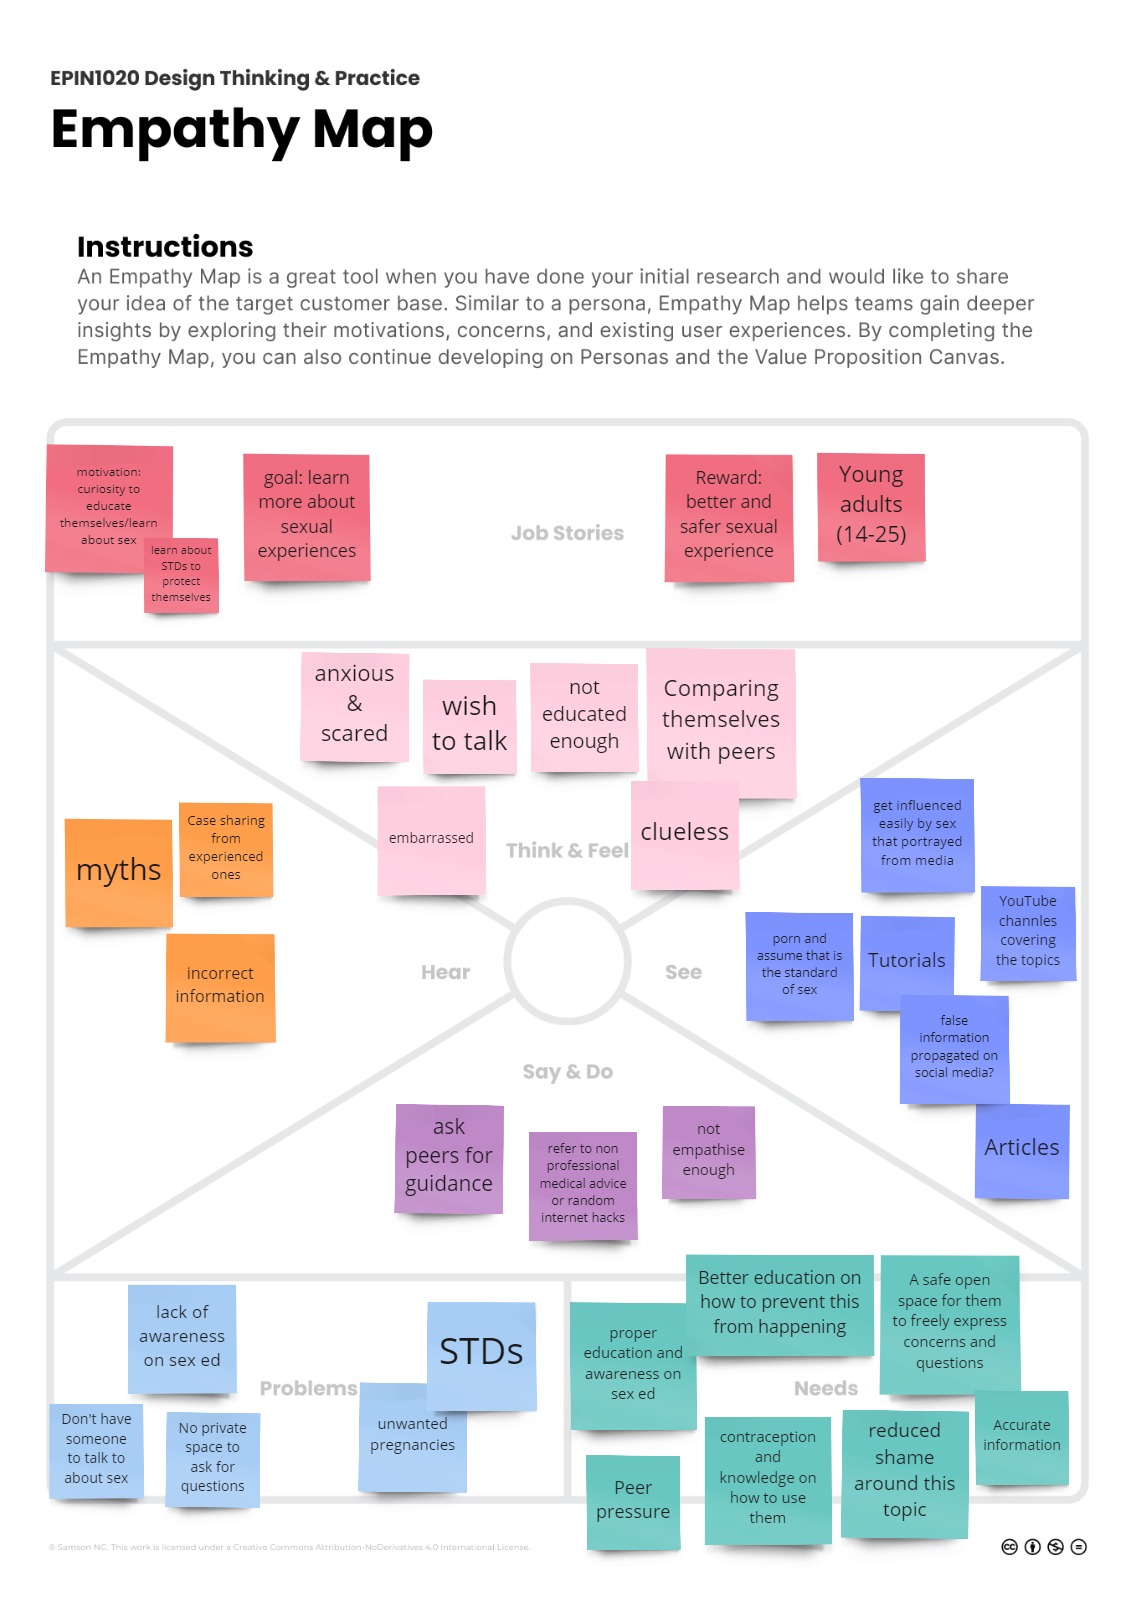 EPIN1020 Design Thinking & Practice
Empathy Map
Instructions
An Empathy Map is a great tool when you have done your initial research and would like to share
your idea of the target customer base. Similar to a persona, Empathy Map helps teams gain deeper
insights by exploring their motivations, concerns, and existing user experiences. By completing the
Empathy Map, you can also continue developing on Personas and the Value Proposition Canvas.
motivation:
curiosity to
educate
themselves/learn
about sex
learn about
STDs to
protect
themselves
goal: learn
more about
sexual
experiences
Job Stories
Reward:
better and
safer sexual
experience
Young
adults
(14-25)
anxious
&
scared
wish
to talk
not
educated
enough
Comparing
themselves
with peers
embarrassed
Think & Feel
clueless
myths
Case sharing
from
experienced
ones
incorrect
information
Hear
See
get influenced
easily by sex
that portrayed
from media
porn and
assume that is
the standard
of sex
Tutorials
YouTube
channles
covering
the topics
false
information
propagated on
social media?
Articles
Say & Do
ask
peers for
guidance
refer to non
professional
medical advice
or random
internet hacks
not
empathise
enough
lack of
awareness
on sex ed
STDs
Problems
Don't have
someone
to talk to
about sex
No private
space to
ask for
questions
unwanted
pregnancies
proper
education and
awareness on
sex ed
Better education on
how to prevent this
from happening
A safe open
space for them
to freely express
concerns and
questions
Needs
Peer
pressure
contraception
and
knowledge on
how to use
them
reduced
shame
around this
topic
Accurate
information
© Samson NG. This work is licensed under a Creative Commons Attribution-NoDerivatives 4.0 International License.